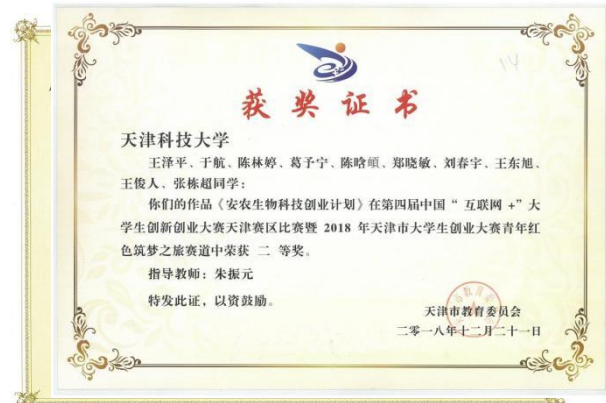 14
获奖证书
天津科技大学
王泽平、于航、陈林婷、葛予宁、陈晗頔、郑晓敏、刘春宇、王东旭、
王俊人、张栋超同学：
你们的作品《安农生物科技创业计划》在第四届中国“互联网+”大
学生创新创业大赛天津赛区比赛暨 2018 年天津市大学生创业大赛青年红
色筑梦之旅赛道中荣获 二 等奖。
指导教师：朱振元
特发此证，以资鼓励。
天津市教育委员会
二零一八年十二月二十一日